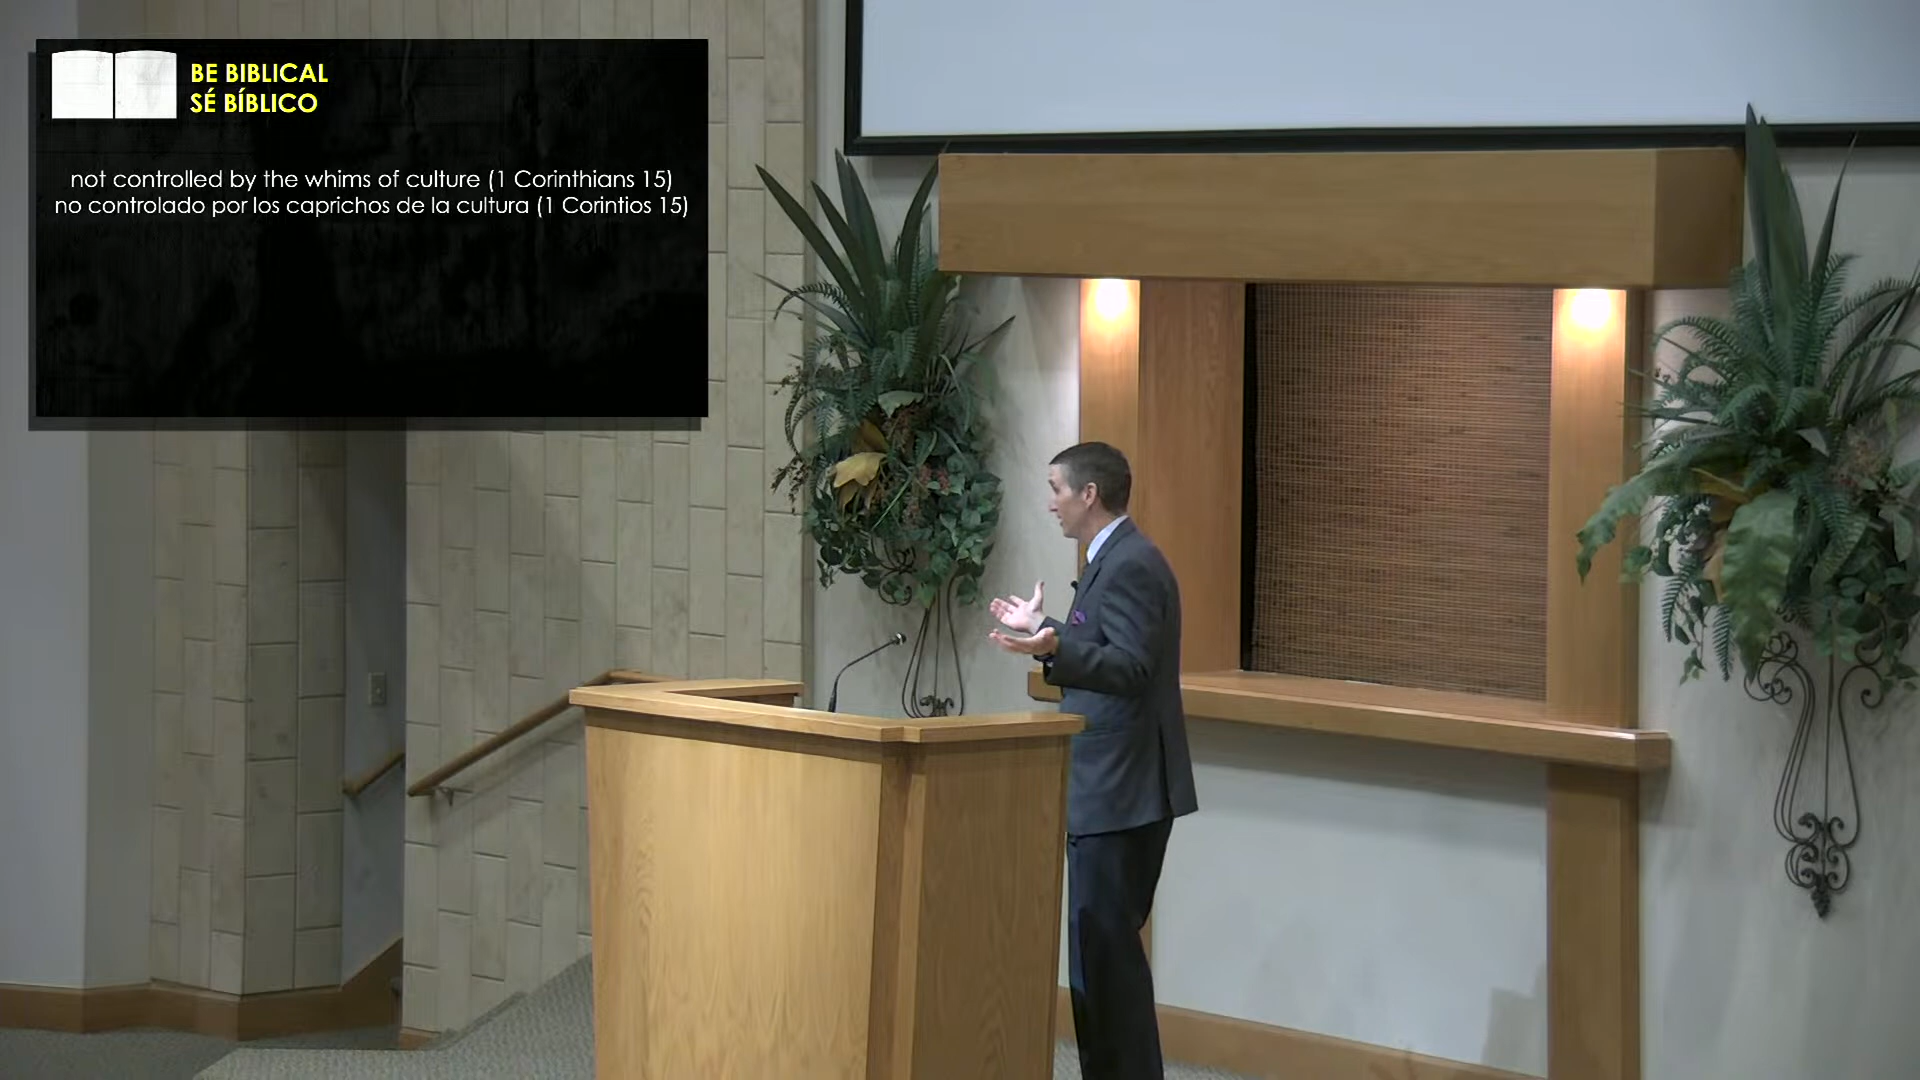 BE BIBLICAL
SÉ BÍBLICO
not controlled by the whims of culture (1 Corinthians 15)
no controlado por los caprichos de la cultura (1 Corintios 15)